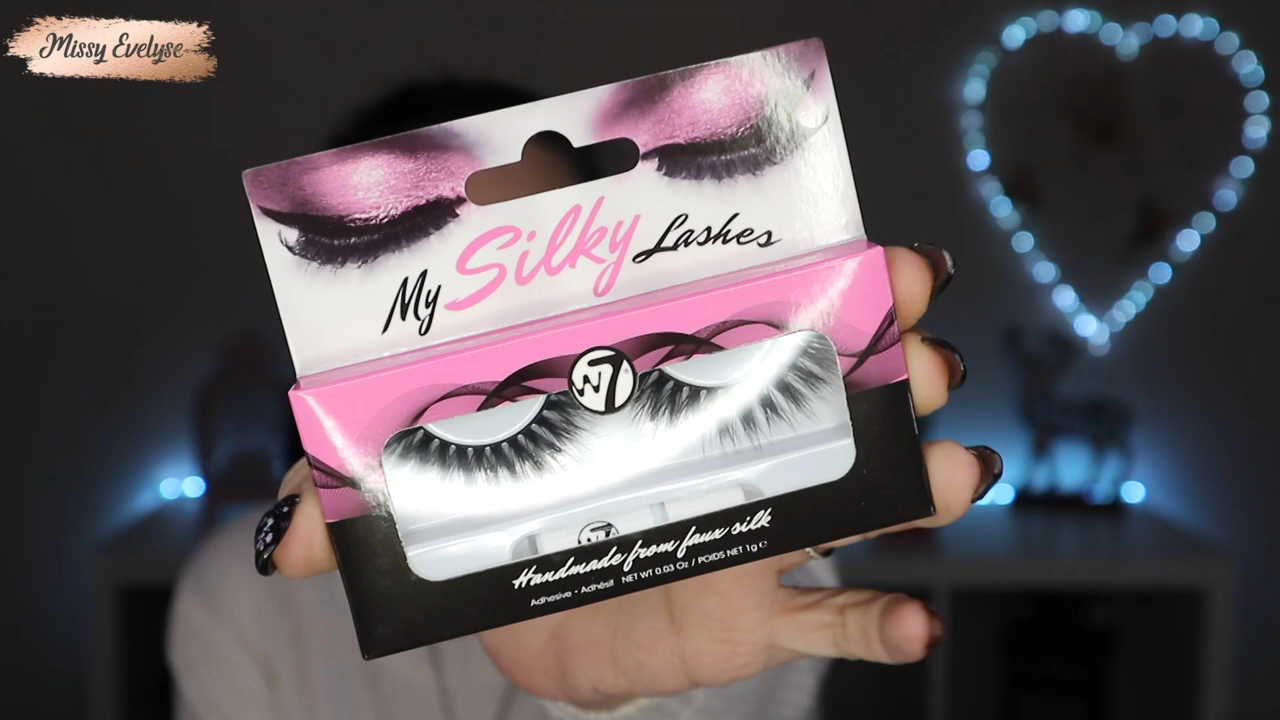 Missy Evelyse
My Silky Lashes
W7
W7
Handmade from faux silk
Adhesive • Adhésif NET WT 0.03 Oz / POIDS NET 1g ℮